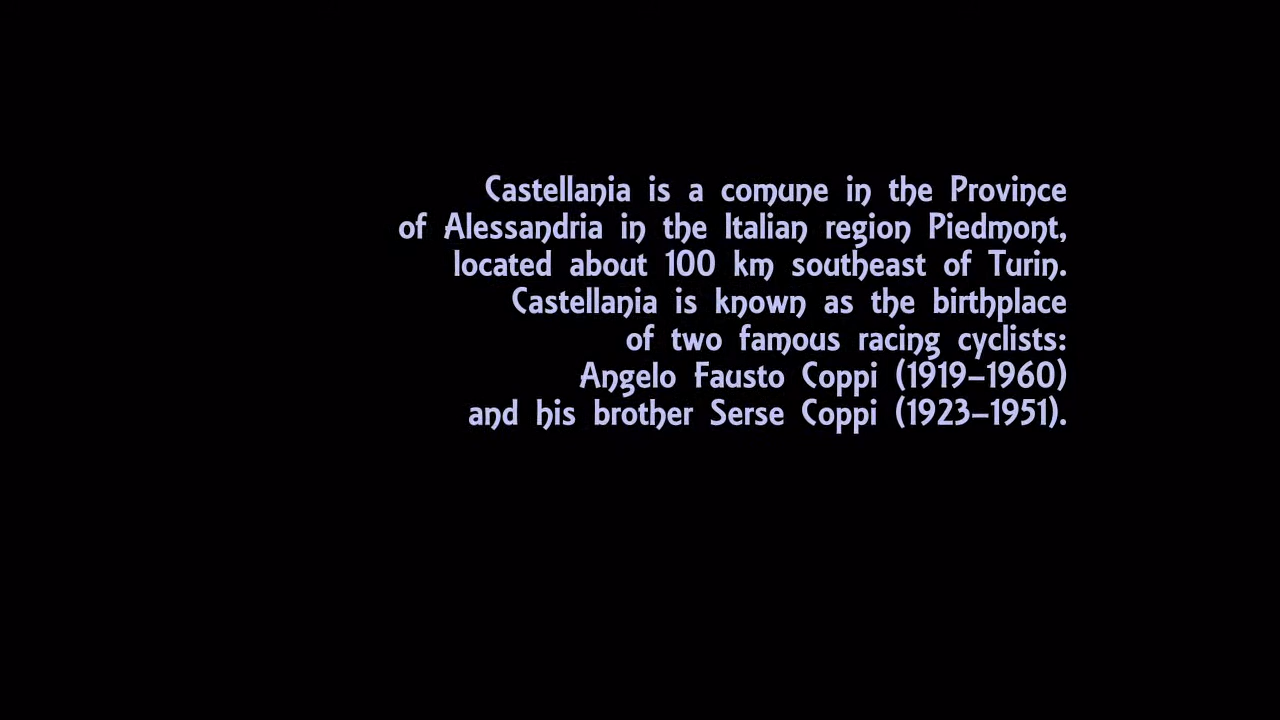 Castellania is a comune in the Province
of Alessandria in the Italian region Piedmont,
located about 100 km southeast of Turin.
Castellania is known as the birthplace
of two famous racing cyclists:
Angelo Fausto Coppi (1919–1960)
and his brother Serse Coppi (1923–1951).